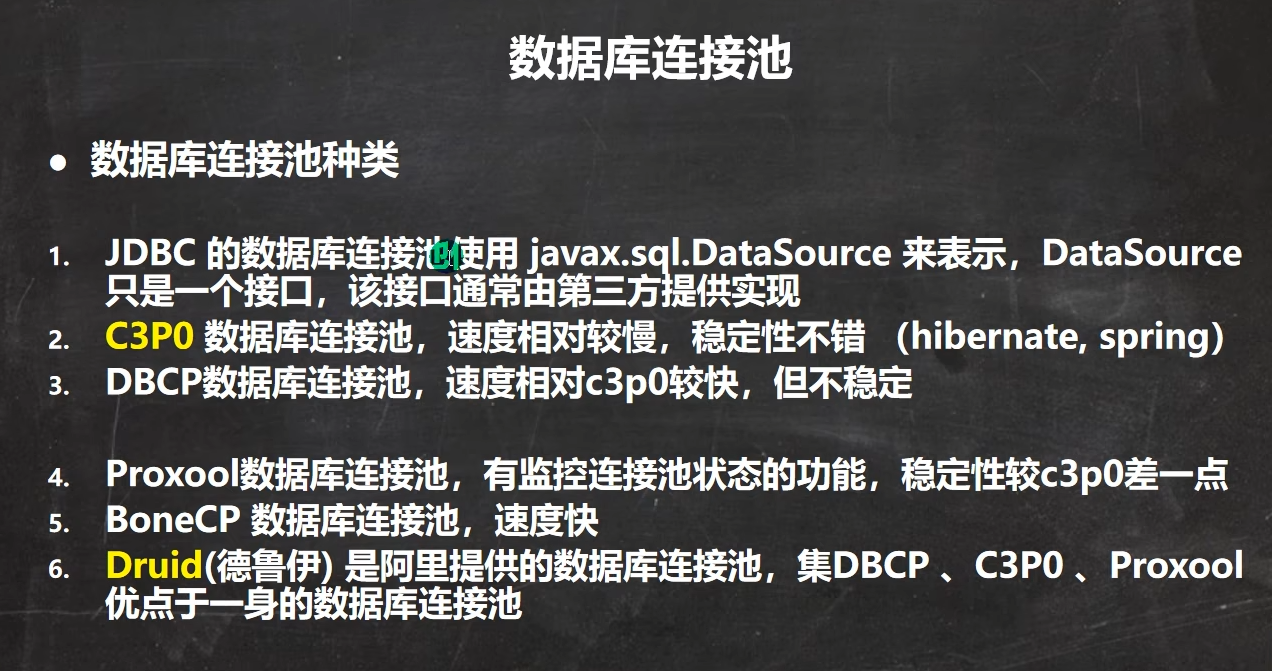 数据库连接池
● 数据库连接池种类
1. JDBC 的数据库连接池使用 javax.sql.DataSource 来表示，DataSource
只是一个接口，该接口通常由第三方提供实现
2. C3P0 数据库连接池，速度相对较慢，稳定性不错 （hibernate, spring）
3. DBCP数据库连接池，速度相对c3p0较快，但不稳定
4. Proxool数据库连接池，有监控连接池状态的功能，稳定性较c3p0差一点
5. BoneCP 数据库连接池，速度快
6. Druid(德鲁伊) 是阿里提供的数据库连接池，集DBCP 、C3P0 、Proxool
优点于一身的数据库连接池